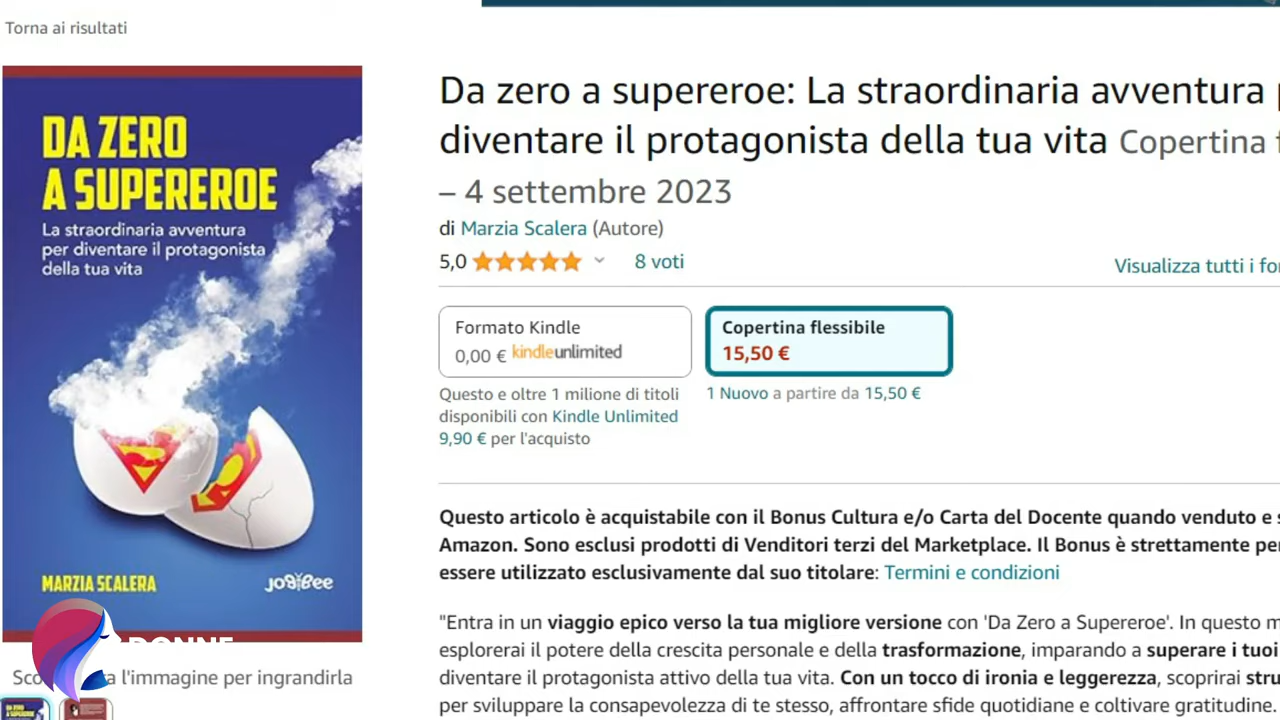 Torna ai risultati
DA ZERO
A SUPEREROE
La straordinaria avventura
per diventare il protagonista
della tua vita
MARZIA SCALERA
JOBBee
DONNE
a l'immagine per ingrandirla
Da zero a supereroe: La straordinaria avventura
diventare il protagonista della tua vita Copertina
– 4 settembre 2023
di Marzia Scalera (Autore)
5,0 8 voti
Visualizza tutti i
Formato Kindle
0,00 € kindleunlimited
Questo e oltre 1 milione di titoli
disponibili con Kindle Unlimited
9,90 € per l'acquisto
Copertina flessibile
15,50 €
1 Nuovo a partire da 15,50 €
Questo articolo è acquistabile con il Bonus Cultura e/o Carta del Docente quando venduto e
Amazon. Sono esclusi prodotti di Venditori terzi del Marketplace. Il Bonus è strettamente
essere utilizzato esclusivamente dal suo titolare: Termini e condizioni
"Entra in un viaggio epico verso la tua migliore versione con 'Da Zero a Supereroe'. In questo
esplorerai il potere della crescita personale e della trasformazione, imparando a superare i tuoi
diventare il protagonista attivo della tua vita. Con un tocco di ironia e leggerezza, scoprirai
per sviluppare la consapevolezza di te stesso, affrontare sfide quotidiane e coltivare gratitudine.